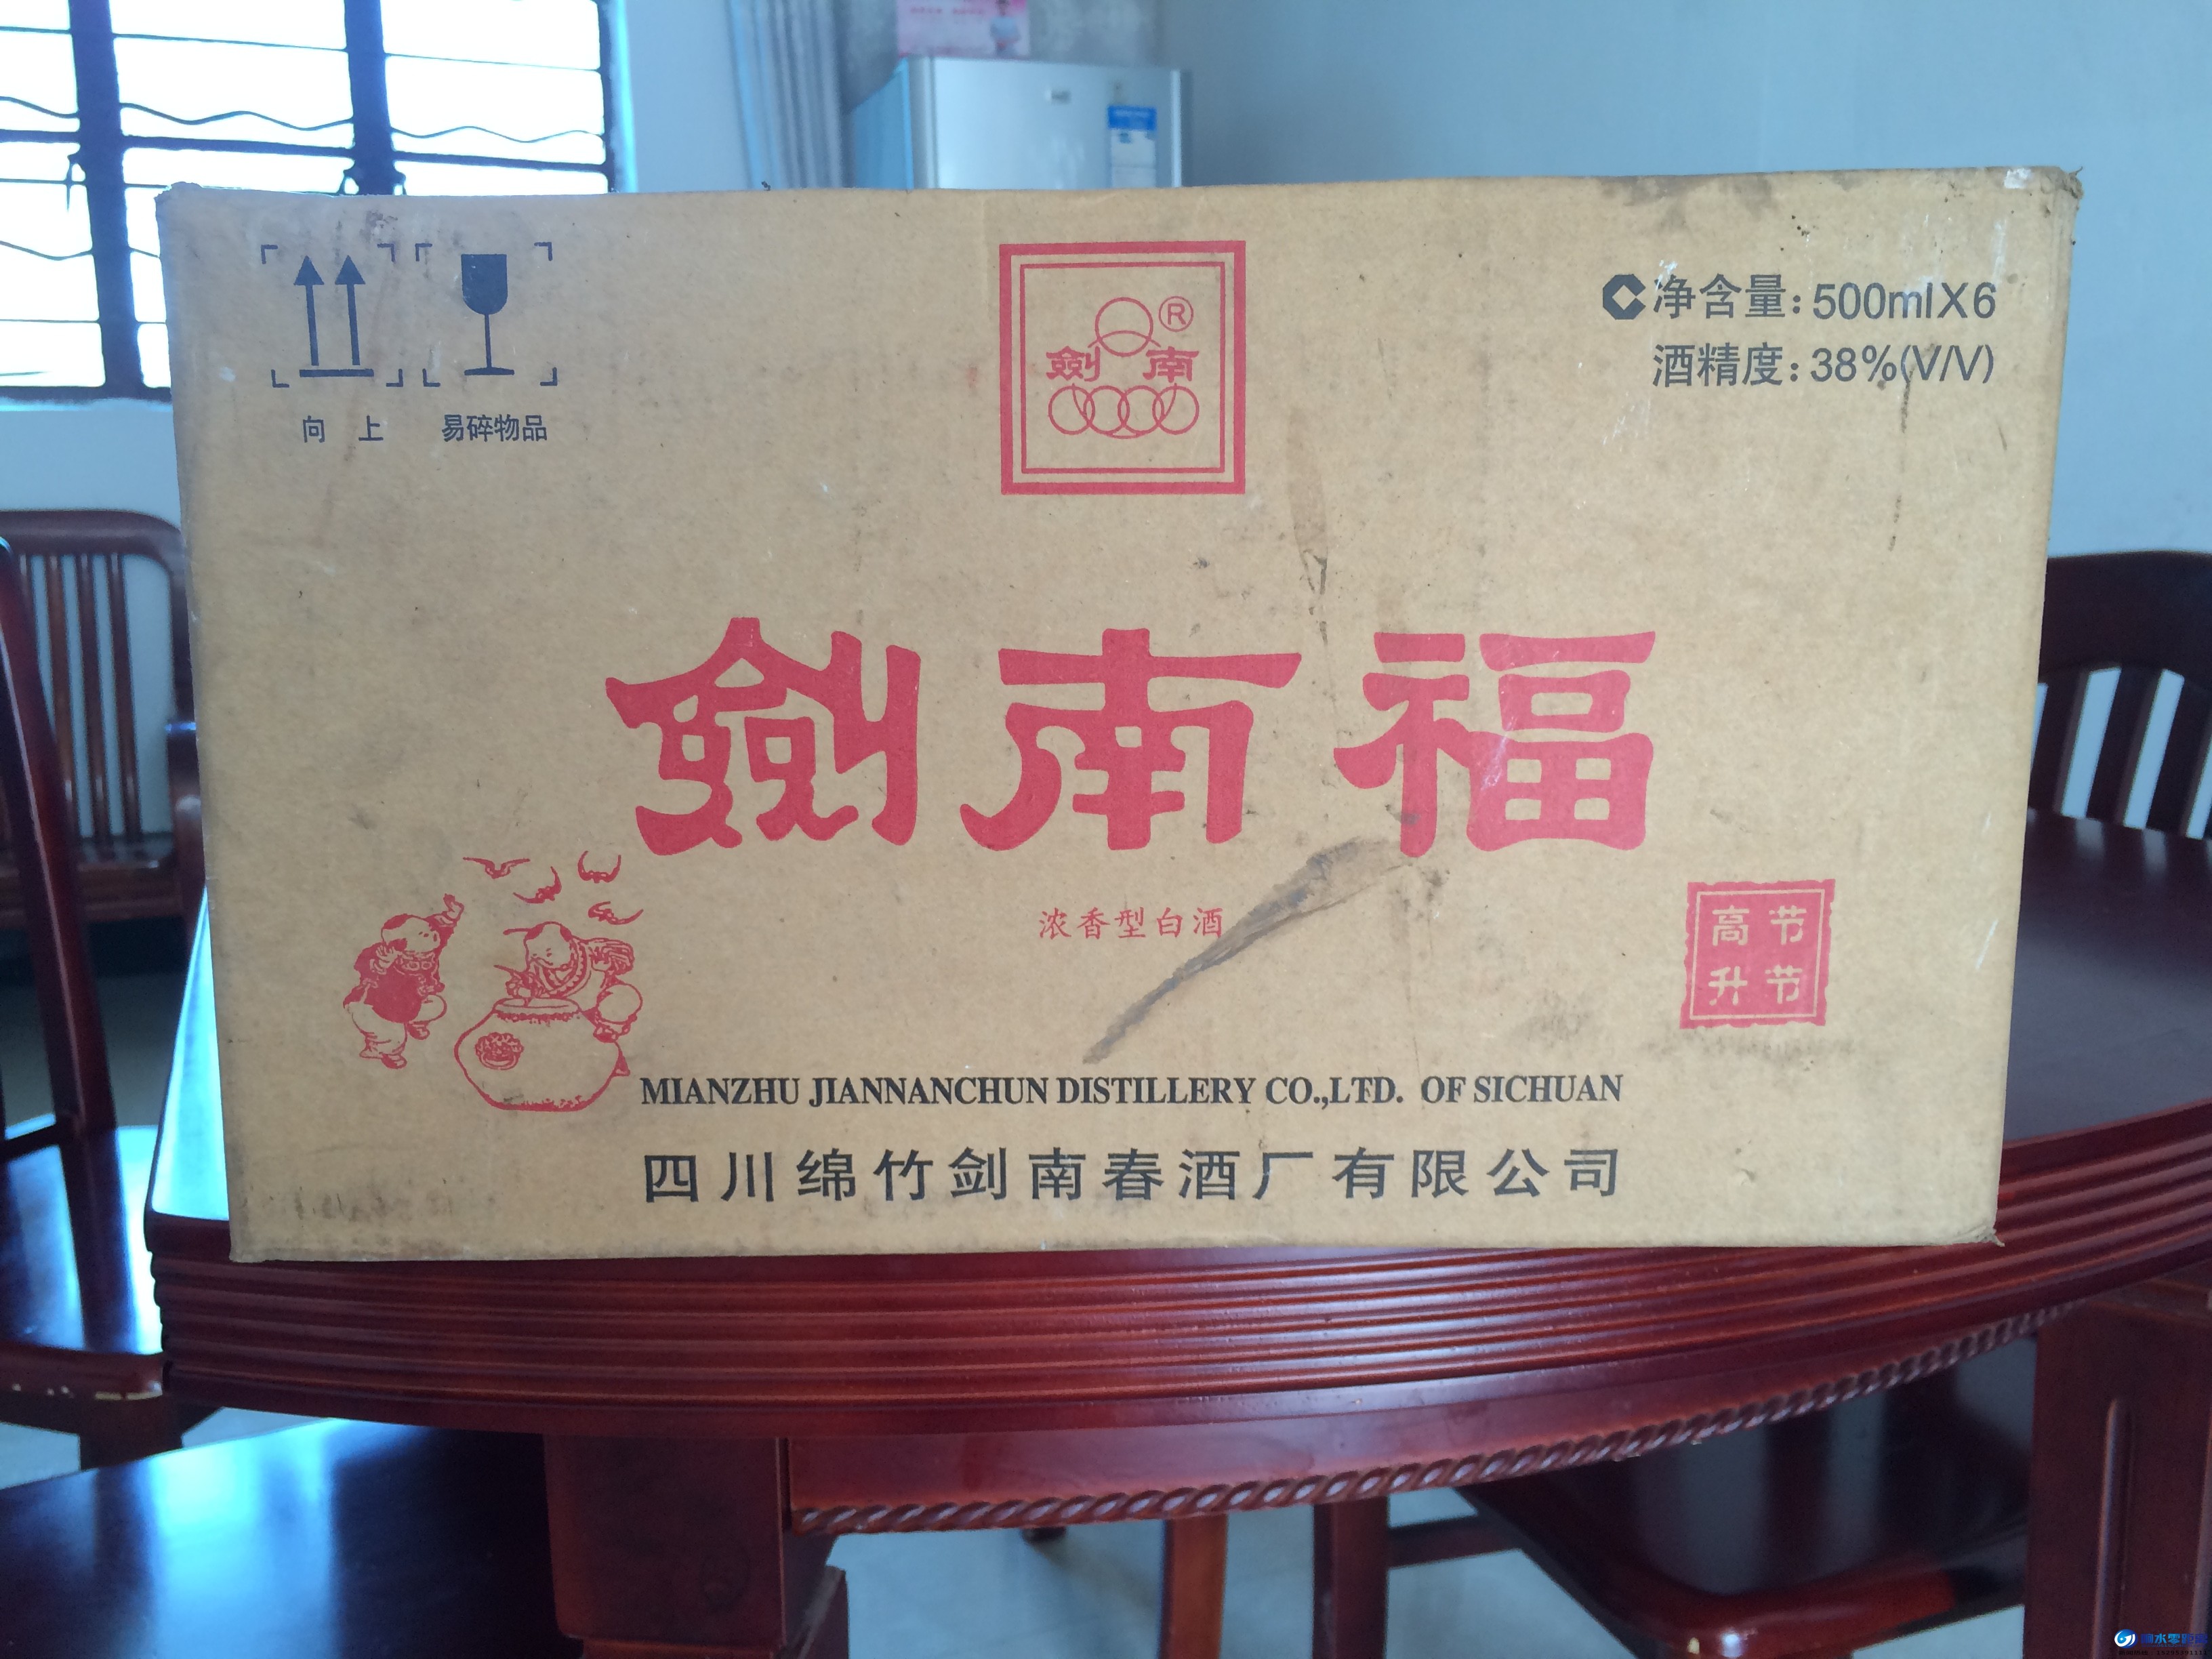 净含量:500mlX6
酒精度:38%(V/V)
向上
易碎物品
劍南
®
劍南福
浓香型白酒
高节
升节
MIANZHU JIANNANCHUN DISTILLERY CO.,LTD. OF SICHUAN
四川绵竹剑南春酒厂有限公司